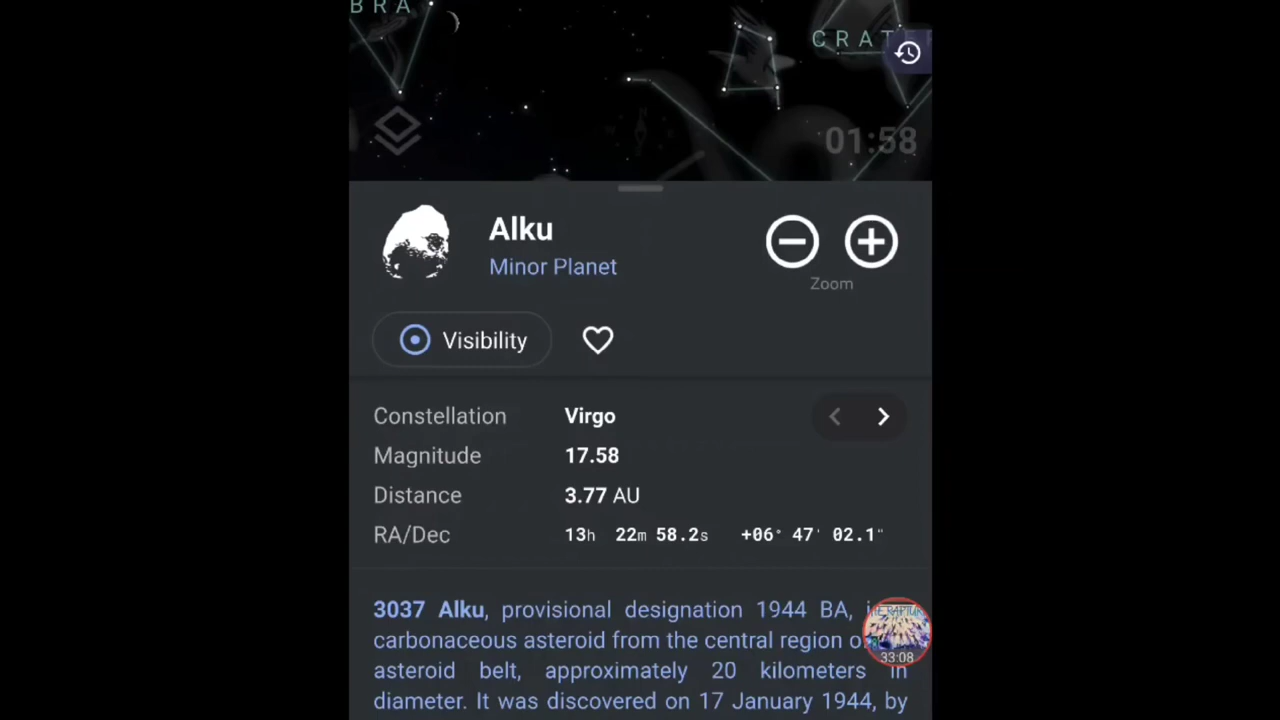 BRA
CRATER
01:58
Alku
Minor Planet
Zoom
Visibility
Constellation Virgo
Magnitude 17.58
Distance 3.77 AU
RA/Dec 13h 22m 58.2s +06° 47' 02.1"
3037 Alku, provisional designation 1944 BA,
carbonaceous asteroid from the central region
asteroid belt, approximately 20 kilometers in
diameter. It was discovered on 17 January 1944, by
33:08